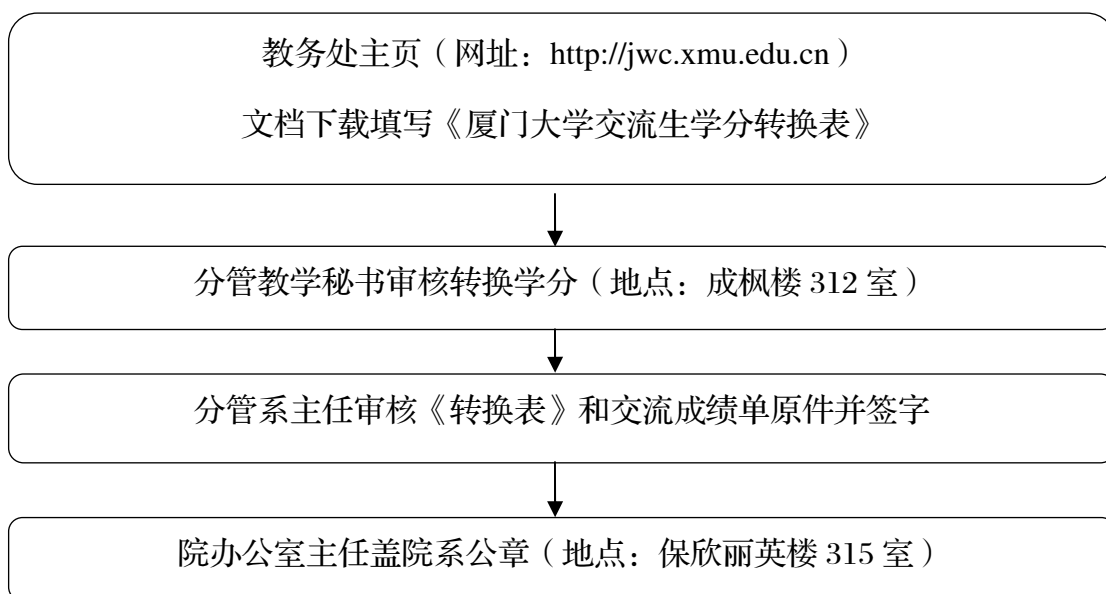 教务处主页（网址：http://jwc.xmu.edu.cn）
文档下载填写《厦门大学交流生学分转换表》
分管教学秘书审核转换学分（地点：成枫楼 312 室）
分管系主任审核《转换表》和交流成绩单原件并签字
院办公室主任盖院系公章（地点：保欣丽英楼 315 室）